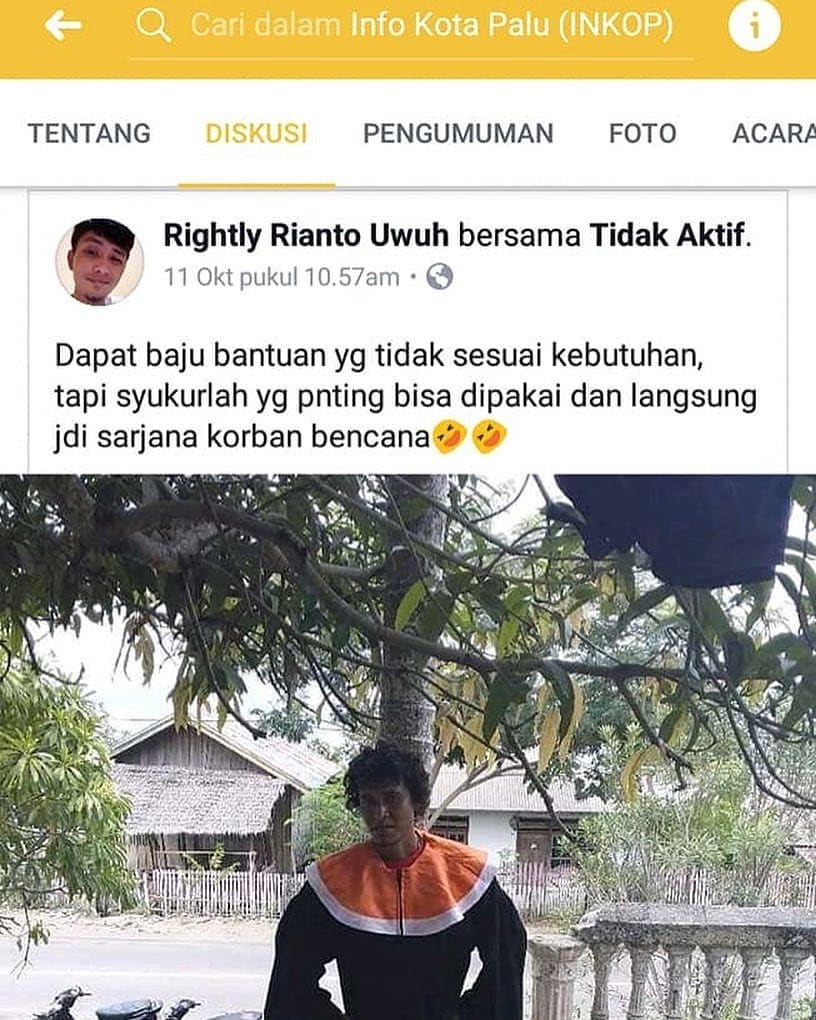 Cari dalam Info Kota Palu (INKOP)
TENTANG DISKUSI PENGUMUMAN FOTO ACARA
Rightly Rianto Uwuh bersama Tidak Aktif.
11 Okt pukul 10.57am •
Dapat baju bantuan yg tidak sesuai kebutuhan,
tapi syukurlah yg pnting bisa dipakai dan langsung
jdi sarjana korban bencana🤣🤣